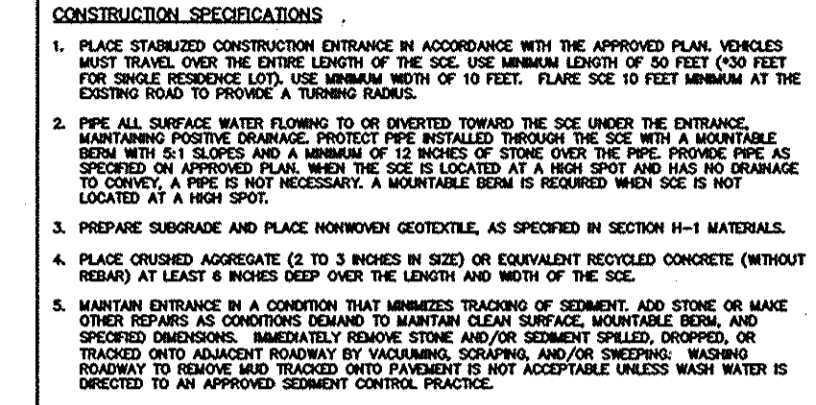 CONSTRUCTION SPECIFICATIONS
1. PLACE STABILIZED CONSTRUCTION ENTRANCE IN ACCORDANCE WITH THE APPROVED PLAN. VEHICLES
MUST TRAVEL OVER THE ENTIRE LENGTH OF THE SCE. USE MINIMUM LENGTH OF 50 FEET (*30 FEET
FOR SINGLE RESIDENCE LOT). USE MINIMUM WIDTH OF 10 FEET. FLARE SCE 10 FEET MINIMUM AT THE
EXISTING ROAD TO PROVIDE A TURNING RADIUS.
2. PIPE ALL SURFACE WATER FLOWING TO OR DIVERTED TOWARD THE SCE UNDER THE ENTRANCE,
MAINTAINING POSITIVE DRAINAGE. PROTECT PIPE INSTALLED THROUGH THE SCE WITH A MOUNTABLE
BERM WITH 5:1 SLOPES AND A MINIMUM OF 12 INCHES OF STONE OVER THE PIPE. PROVIDE PIPE AS
SPECIFIED ON APPROVED PLAN. WHEN THE SCE IS LOCATED AT A HIGH SPOT AND HAS NO DRAINAGE
TO CONVEY, A PIPE IS NOT NECESSARY. A MOUNTABLE BERM IS REQUIRED WHEN SCE IS NOT
LOCATED AT A HIGH SPOT.
3. PREPARE SUBGRADE AND PLACE NONWOVEN GEOTEXTILE, AS SPECIFIED IN SECTION H-1 MATERIALS.
4. PLACE CRUSHED AGGREGATE (2 TO 3 INCHES IN SIZE) OR EQUIVALENT RECYCLED CONCRETE (WITHOUT
REBAR) AT LEAST 6 INCHES DEEP OVER THE LENGTH AND WIDTH OF THE SCE.
5. MAINTAIN ENTRANCE IN A CONDITION THAT MINIMIZES TRACKING OF SEDIMENT. ADD STONE OR MAKE
OTHER REPAIRS AS CONDITIONS DEMAND TO MAINTAIN CLEAN SURFACE, MOUNTABLE BERM, AND
SPECIFIED DIMENSIONS. IMMEDIATELY REMOVE STONE AND/OR SEDIMENT SPILLED, DROPPED, OR
TRACKED ONTO ADJACENT ROADWAY BY VACUUMING, SCRAPING, AND/OR SWEEPING. WASHING
ROADWAY TO REMOVE MUD TRACKED ONTO PAVEMENT IS NOT ACCEPTABLE UNLESS WASH WATER IS
DIRECTED TO AN APPROVED SEDIMENT CONTROL PRACTICE.